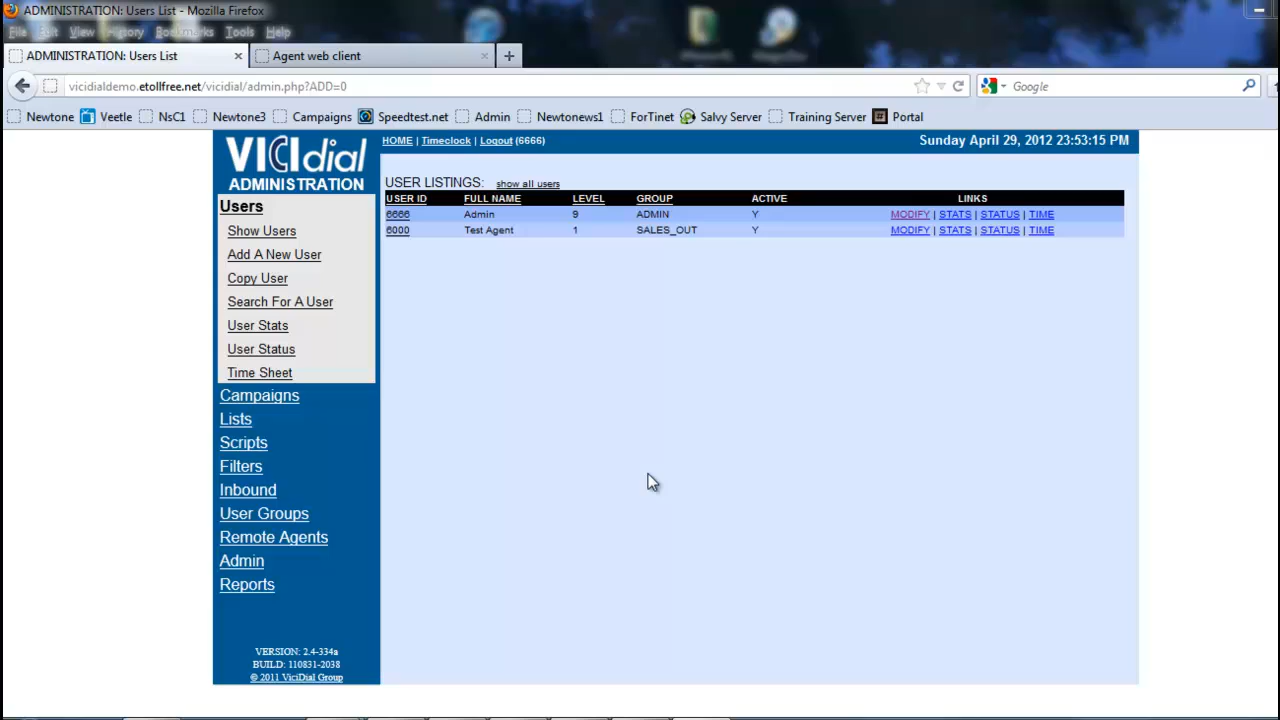 ADMINISTRATION: Users List - Mozilla Firefox
File Edit View History Bookmarks Tools Help
ADMINISTRATION: Users List × Agent web client × +
vicidialdemo.etollfree.net/vicidial/admin.php?ADD=0 Google
Newtone Veetle NsC1 Newtone3 Campaigns Speedtest.net Admin Newtonews1 ForTinet Salvy Server Training Server Portal
VICIdial
ADMINISTRATION
HOME | Timeclock | Logout (6666) Sunday April 29, 2012 23:53:15 PM
USER LISTINGS: show all users
USER ID FULL NAME LEVEL GROUP ACTIVE LINKS
6666 Admin 9 ADMIN Y MODIFY | STATS | STATUS | TIME
6000 Test Agent 1 SALES_OUT Y MODIFY | STATS | STATUS | TIME
Users
Show Users
Add A New User
Copy User
Search For A User
User Stats
User Status
Time Sheet
Campaigns
Lists
Scripts
Filters
Inbound
User Groups
Remote Agents
Admin
Reports
VERSION: 2.4-334a
BUILD: 110831-2038
© 2011 ViciDial Group